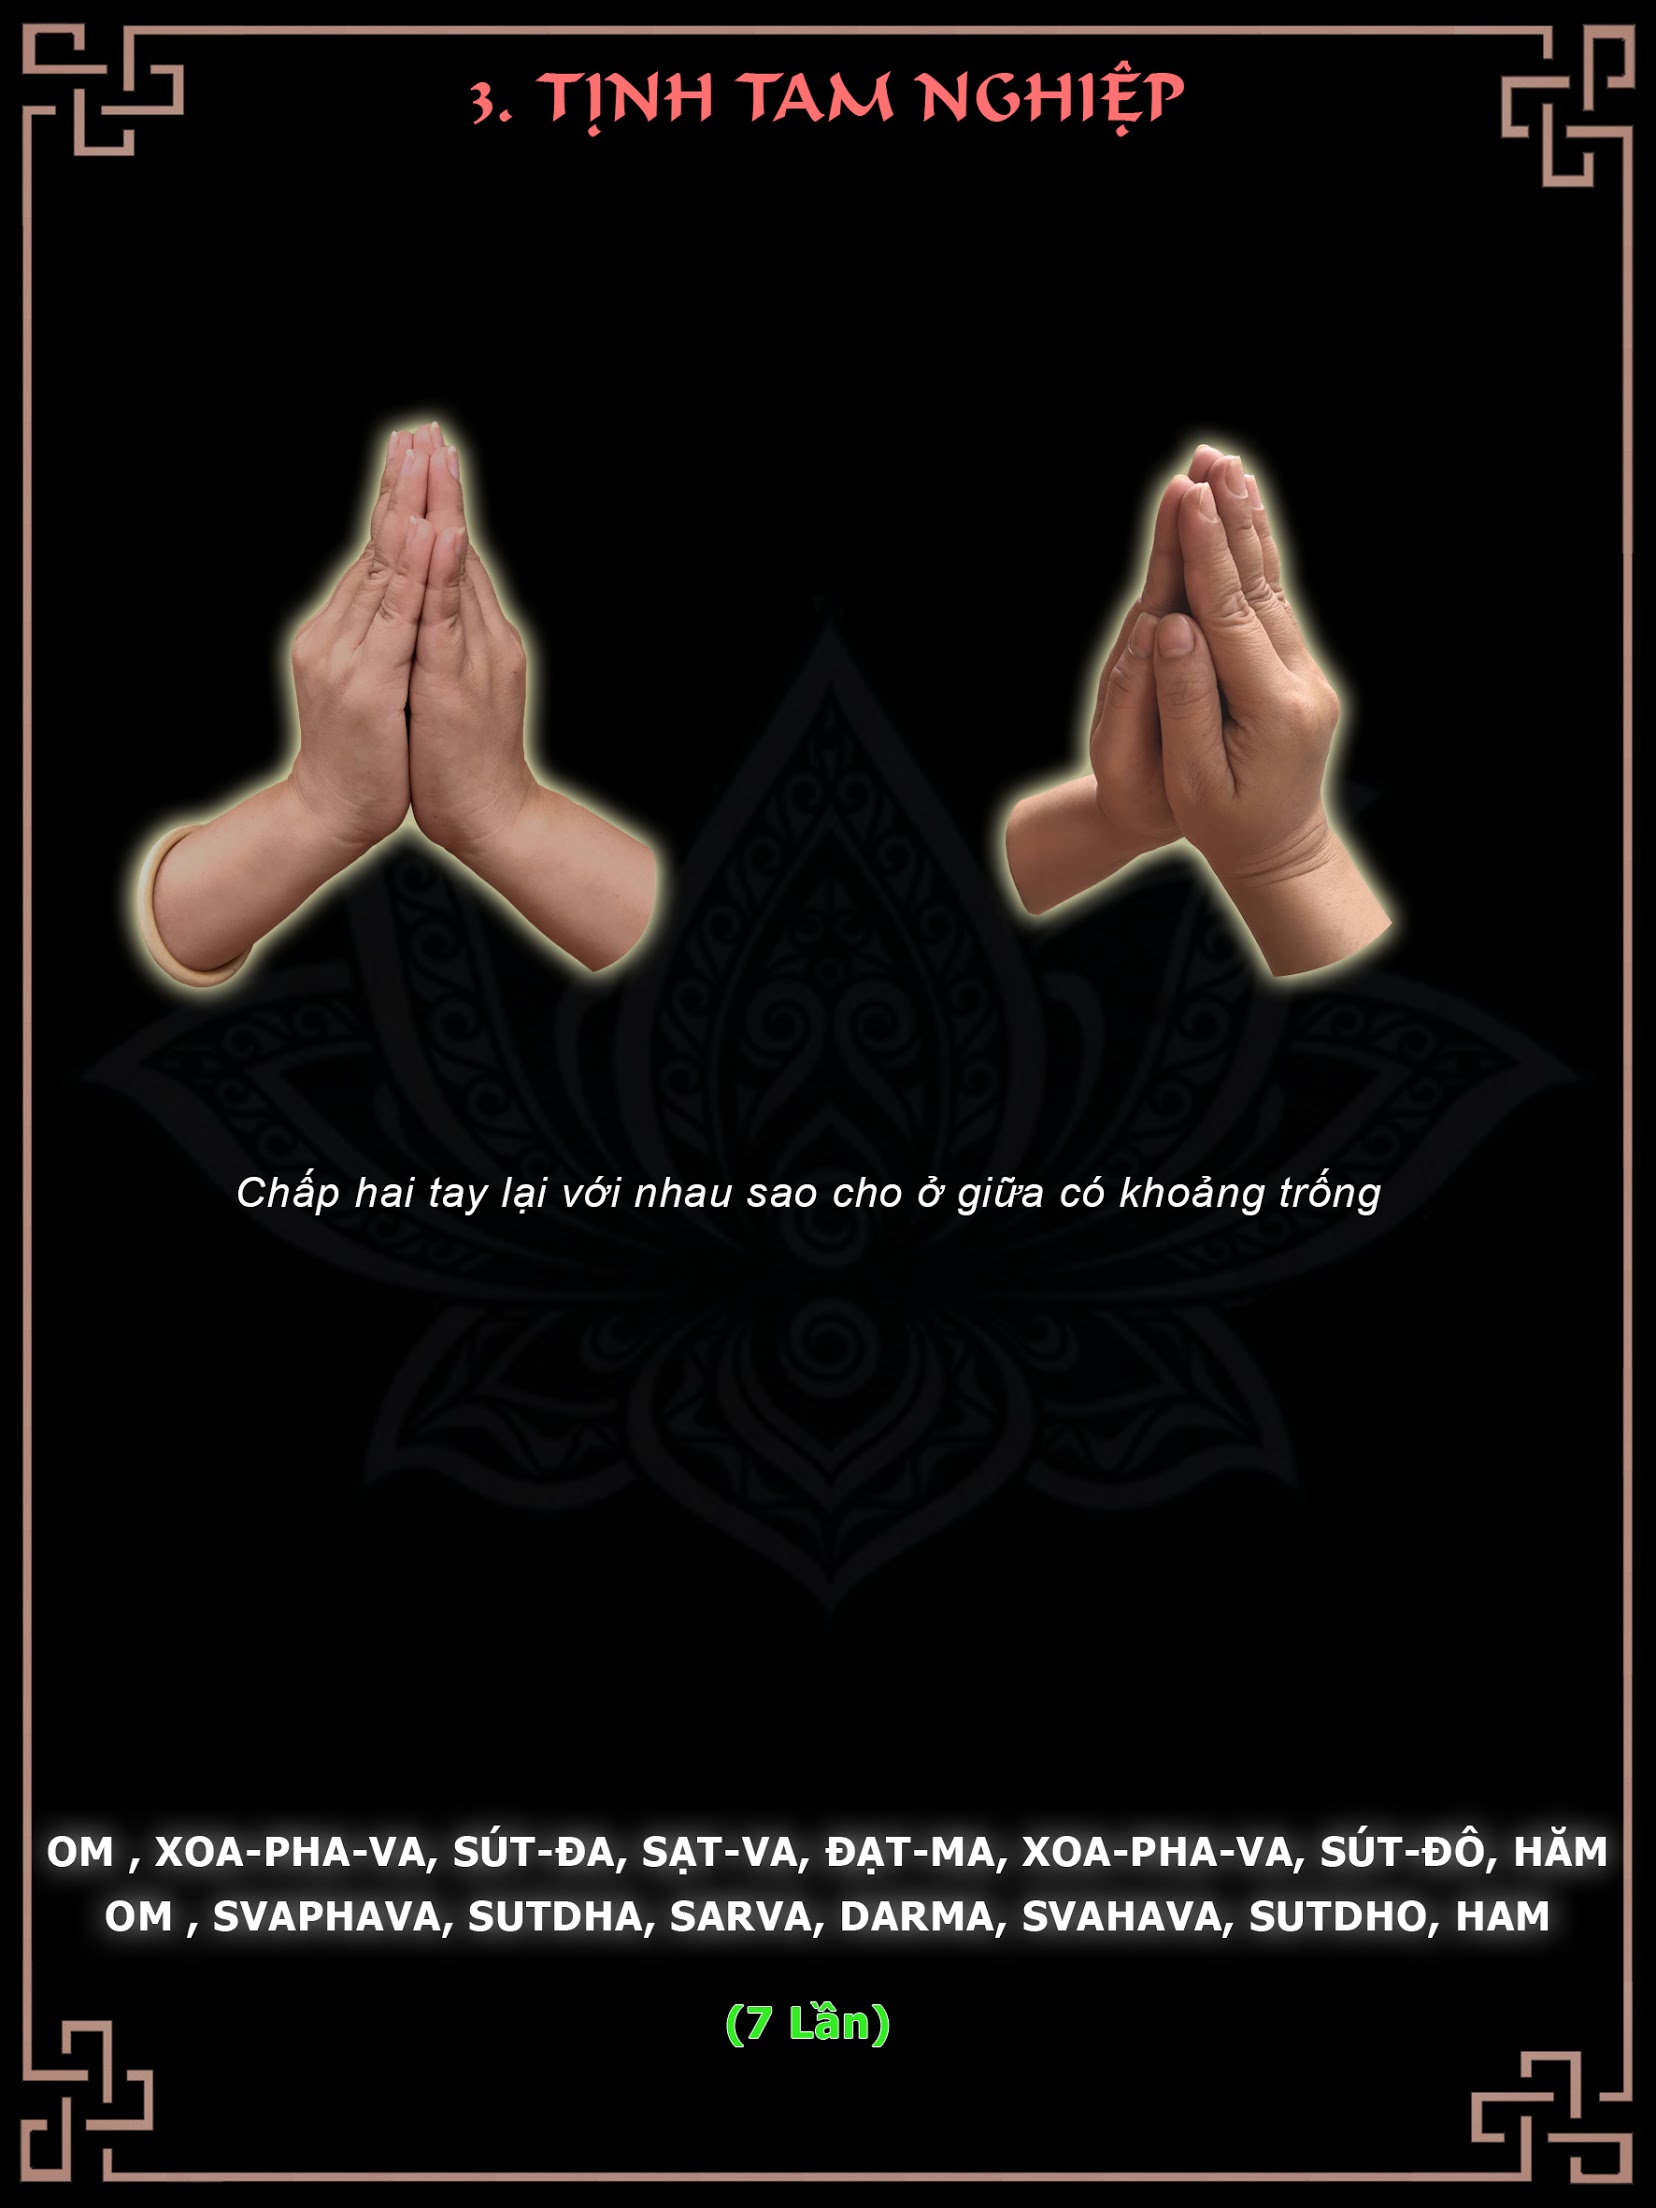 3. TỊNH TAM NGHIỆP
Chấp hai tay lại với nhau sao cho ở giữa có khoảng trống
OM , XOA-PHA-VA, SÚT-ĐA, SẠT-VA, ĐẠT-MA, XOA-PHA-VA, SÚT-ĐÔ, HĂM
OM , SVAPHAVA, SUTDHA, SARVA, DARMA, SVAHAVA, SUTDHO, HAM
(7 Lần)